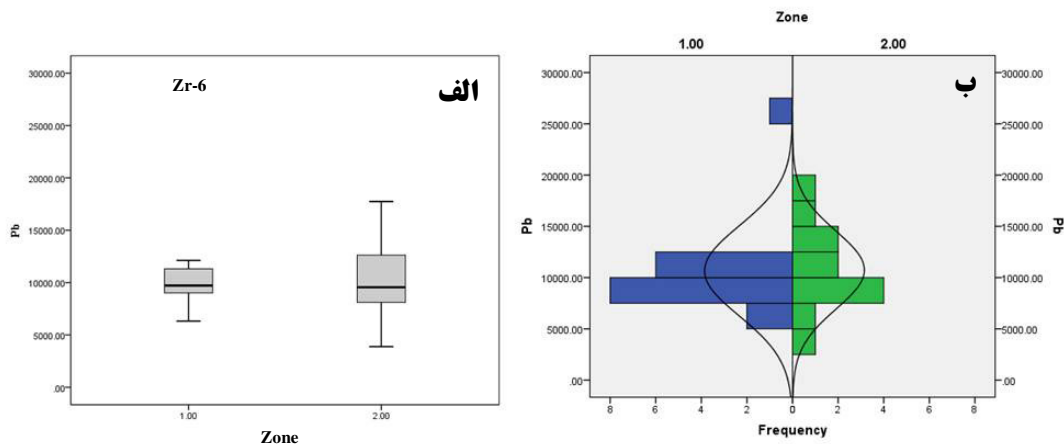 Zr-6
الف
30000.00
25000.00
20000.00
15000.00
10000.00
5000.00
.00
Pb
1.00 2.00
Zone
Zone
1.00 2.00
ب
30000.00 30000.00
25000.00 25000.00
20000.00 20000.00
15000.00 15000.00
10000.00 10000.00
5000.00 5000.00
.00 .00
Pb Pb
8 6 4 2 0 2 4 6 8
Frequency